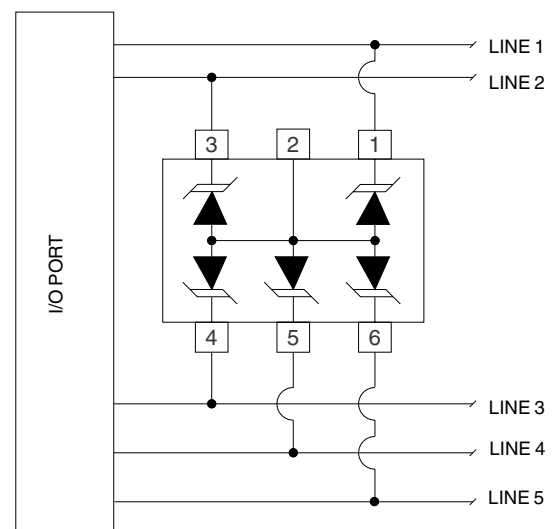 LINE 1
LINE 2
3 2 1
I/O PORT
4 5 6
LINE 3
LINE 4
LINE 5